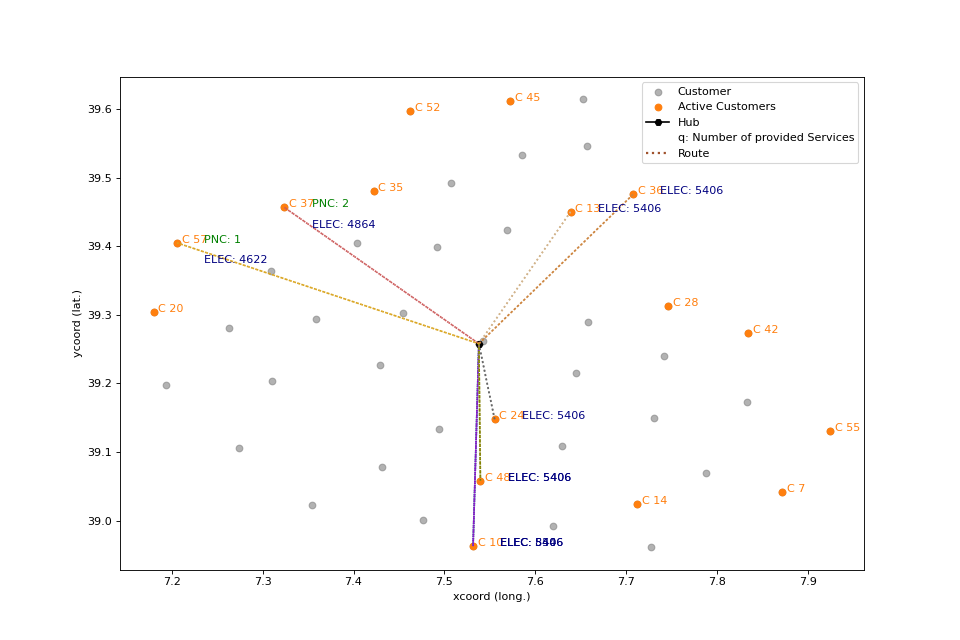 Customer
Active Customers
Hub
q: Number of provided Services
Route
39.6
39.5
39.4
39.3
39.2
39.1
39.0
ycoord (lat.)
7.2
7.3
7.4
7.5
7.6
7.7
7.8
7.9
xcoord (long.)
C 52
C 45
C 35
C 37
PNC: 2
ELEC: 4864
C 36
ELEC: 5406
C 13
ELEC: 5406
C 57
PNC: 1
ELEC: 4622
C 20
C 28
C 42
C 24
ELEC: 5406
C 55
C 48
ELEC: 5406
C 7
C 14
C 10